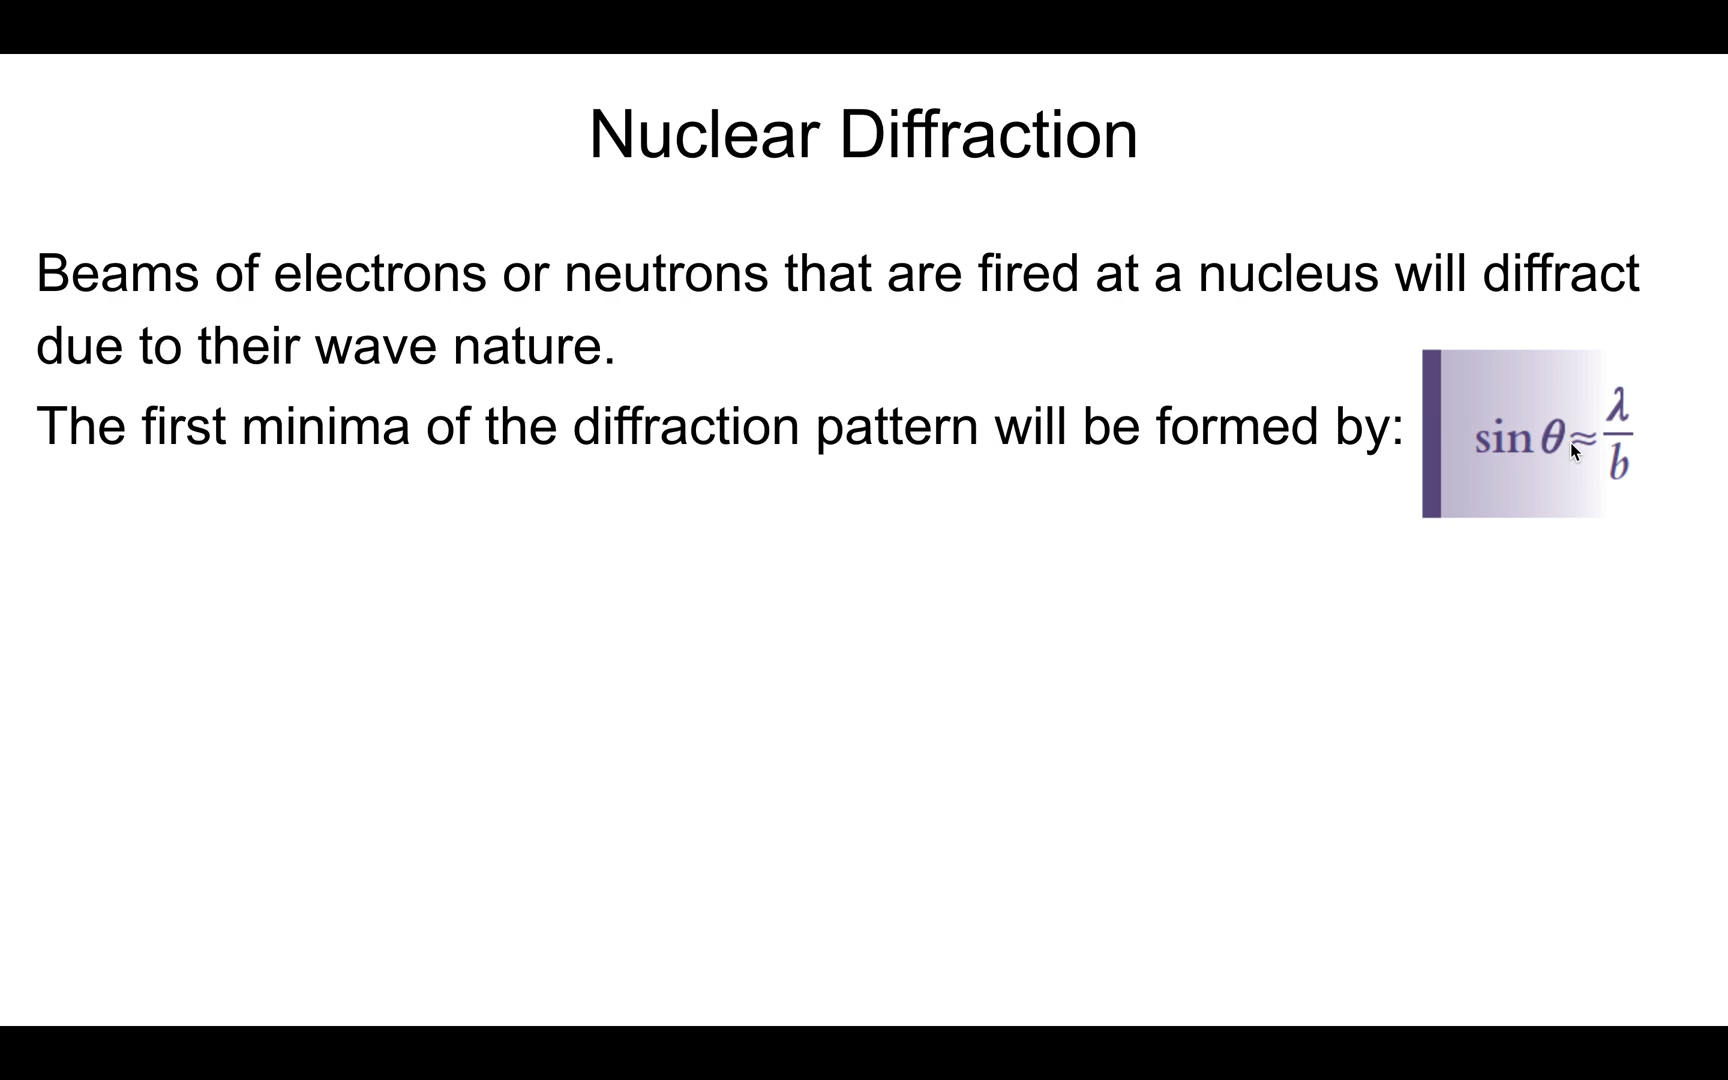 Nuclear Diffraction
Beams of electrons or neutrons that are fired at a nucleus will diffract
due to their wave nature.
The first minima of the diffraction pattern will be formed by:
sin θ ≈ λ/b